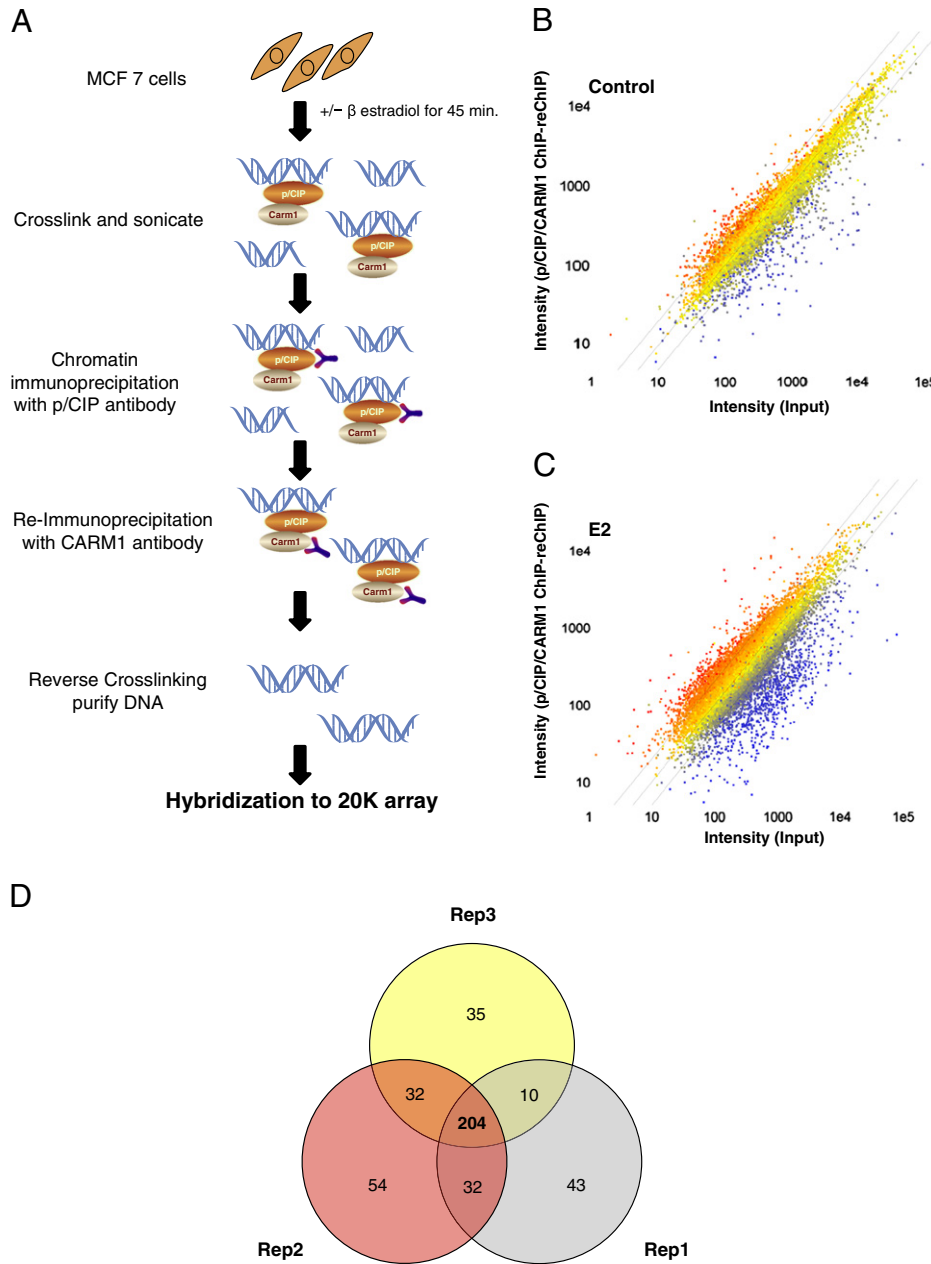 A
MCF 7 cells
+/− β estradiol for 45 min.
p/CIP
Carm1
Crosslink and sonicate
p/CIP
Carm1
Chromatin
immunoprecipitation
with p/CIP antibody
p/CIP
Carm1
p/CIP
Carm1
Re-Immunoprecipitation
with CARM1 antibody
p/CIP
Carm1
p/CIP
Carm1
Reverse Crosslinking
purify DNA
Hybridization to 20K array
B
Control
Intensity (p/CIP/CARM1 ChIP-reChIP)
1e4
1000
100
10
1
10
100
1000
1e4
1e5
Intensity (Input)
C
E2
Intensity (p/CIP/CARM1 ChIP-reChIP)
1e4
1000
100
10
1
10
100
1000
1e4
1e5
Intensity (Input)
D
Rep3
35
32
10
204
54
32
43
Rep2
Rep1